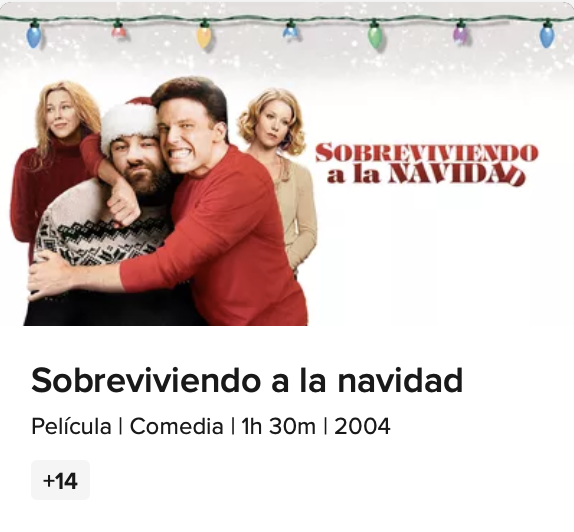 SOBREVIVIENDO
a la NAVIDAD
Sobreviviendo a la navidad
Película | Comedia | 1h 30m | 2004
+14